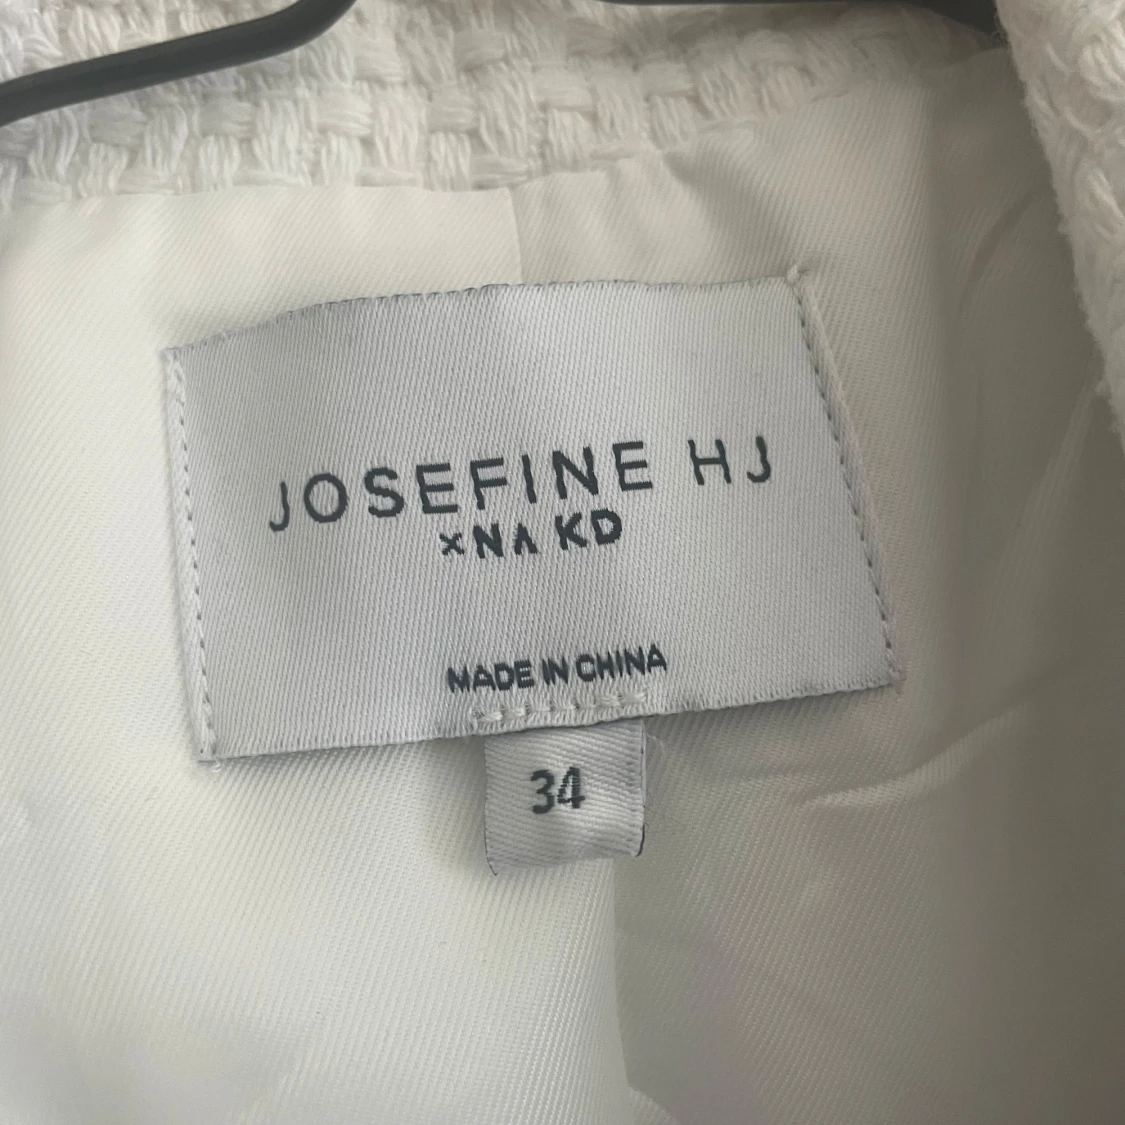 JOSEFINE HJ
×NA KD
MADE IN CHINA
34